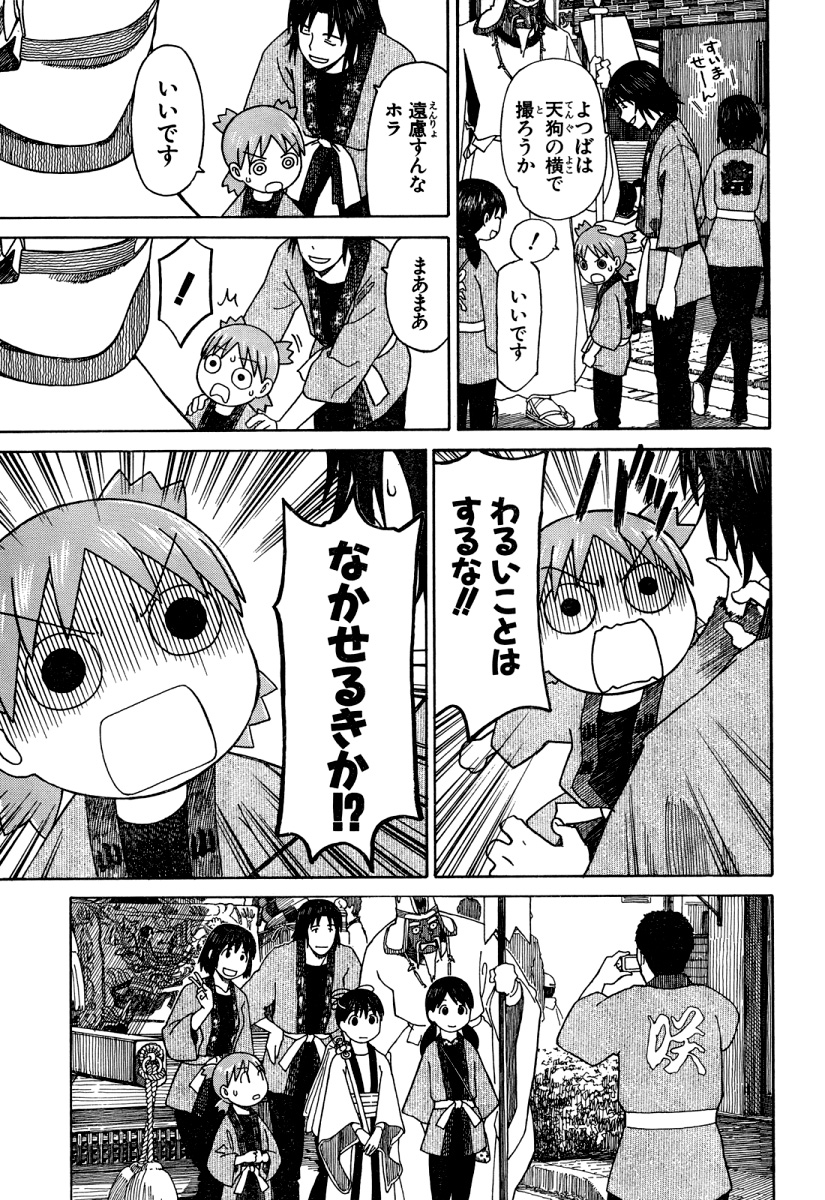 すいま
せーん
祭
よつばは
天狗の横で
撮ろうか
！
いいです
遠慮すんな
ホラ
いいです
まあまあ
！
わるいことは
するな!!
なかせるきか!?
咲